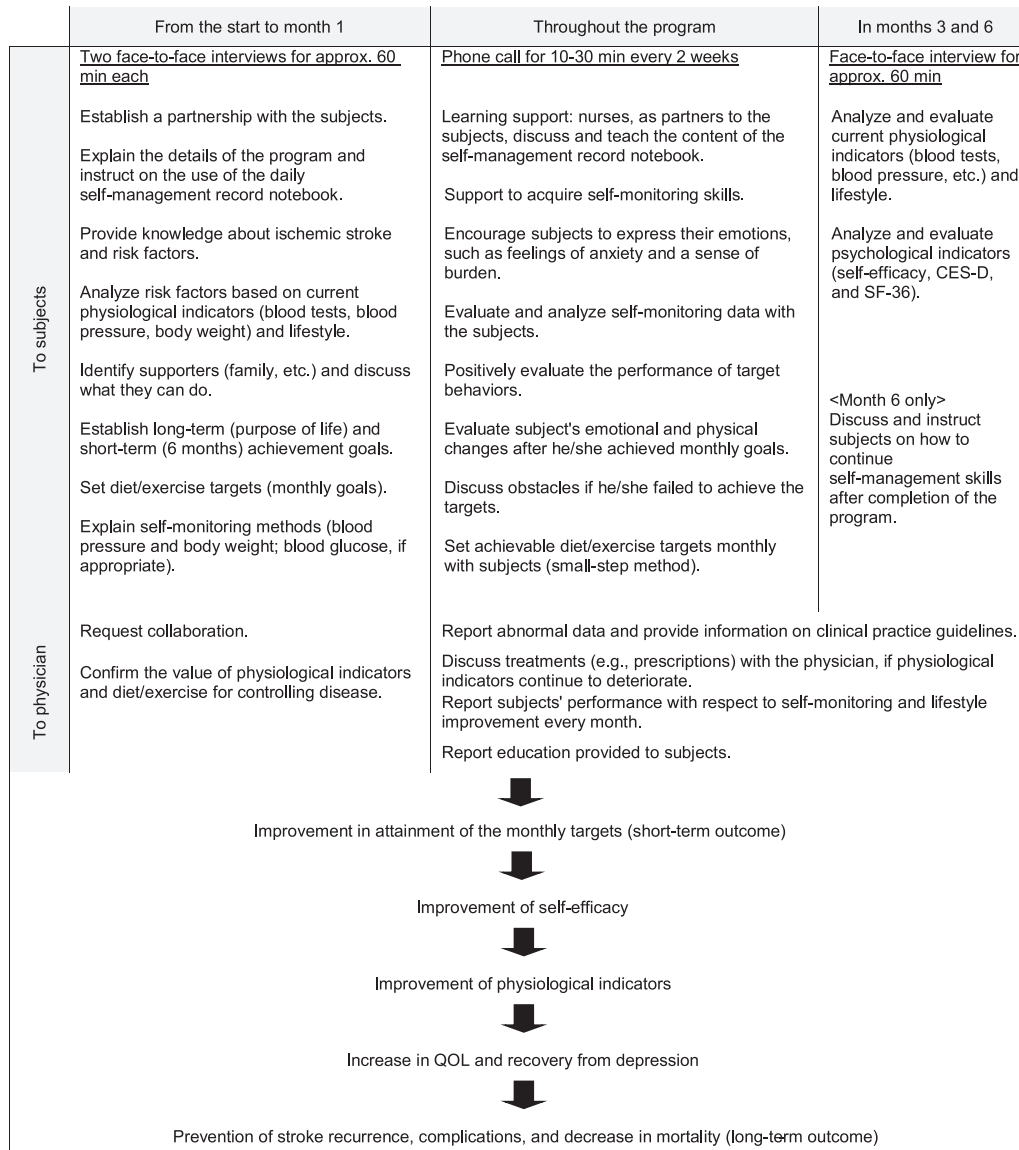 From the start to month 1
Throughout the program
In months 3 and 6
To subjects
Two face-to-face interviews for approx. 60
min each
Establish a partnership with the subjects.
Explain the details of the program and
instruct on the use of the daily
self-management record notebook.
Provide knowledge about ischemic stroke
and risk factors.
Analyze risk factors based on current
physiological indicators (blood tests, blood
pressure, body weight) and lifestyle.
Identify supporters (family, etc.) and discuss
what they can do.
Establish long-term (purpose of life) and
short-term (6 months) achievement goals.
Set diet/exercise targets (monthly goals).
Explain self-monitoring methods (blood
pressure and body weight; blood glucose, if
appropriate).
Phone call for 10-30 min every 2 weeks
Learning support: nurses, as partners to the
subjects, discuss and teach the content of the
self-management record notebook.
Support to acquire self-monitoring skills.
Encourage subjects to express their emotions,
such as feelings of anxiety and a sense of
burden.
Evaluate and analyze self-monitoring data with
the subjects.
Positively evaluate the performance of target
behaviors.
Evaluate subject's emotional and physical
changes after he/she achieved monthly goals.
Discuss obstacles if he/she failed to achieve the
targets.
Set achievable diet/exercise targets monthly
with subjects (small-step method).
Face-to-face interview for
approx. 60 min
Analyze and evaluate
current physiological
indicators (blood tests,
blood pressure, etc.) and
lifestyle.
Analyze and evaluate
psychological indicators
(self-efficacy, CES-D,
and SF-36).
<Month 6 only>
Discuss and instruct
subjects on how to
continue
self-management skills
after completion of the
program.
To physician
Request collaboration.
Confirm the value of physiological indicators
and diet/exercise for controlling disease.
Report abnormal data and provide information on clinical practice guidelines.
Discuss treatments (e.g., prescriptions) with the physician, if physiological
indicators continue to deteriorate.
Report subjects' performance with respect to self-monitoring and lifestyle
improvement every month.
Report education provided to subjects.
Improvement in attainment of the monthly targets (short-term outcome)
Improvement of self-efficacy
Improvement of physiological indicators
Increase in QOL and recovery from depression
Prevention of stroke recurrence, complications, and decrease in mortality (long-term outcome)